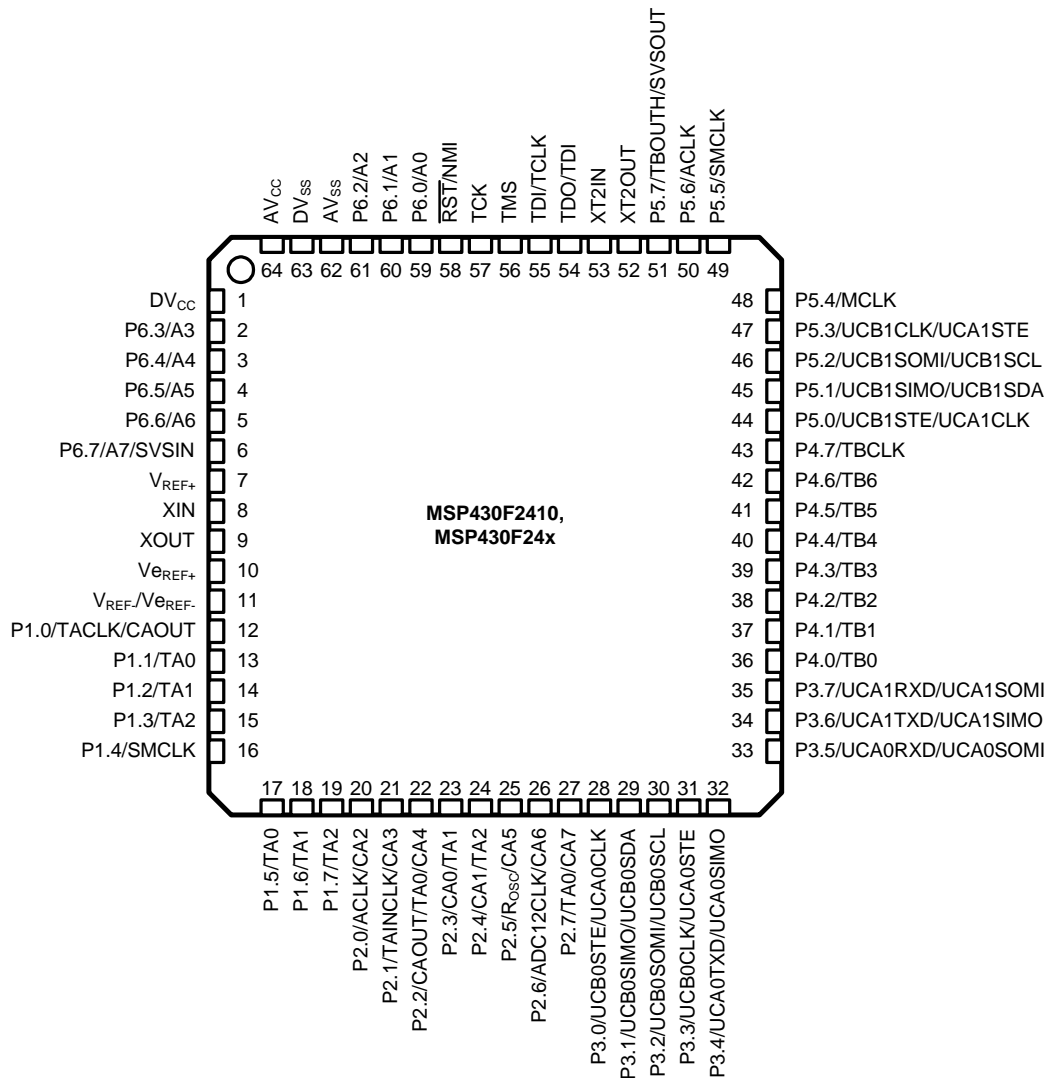 AVCC
DVSS
AVSS
P6.2/A2
P6.1/A1
P6.0/A0
RST/NMI
TCK
TMS
TDI/TCLK
TDO/TDI
XT2IN
XT2OUT
P5.7/TBOUTH/SVSOUT
P5.6/ACLK
P5.5/SMCLK
64 63 62 61 60 59 58 57 56 55 54 53 52 51 50 49
DVCC 1
P6.3/A3 2
P6.4/A4 3
P6.5/A5 4
P6.6/A6 5
P6.7/A7/SVSIN 6
VREF+ 7
XIN 8
XOUT 9
VeREF+ 10
VREF-/VeREF- 11
P1.0/TACLK/CAOUT 12
P1.1/TA0 13
P1.2/TA1 14
P1.3/TA2 15
P1.4/SMCLK 16
MSP430F2410,
MSP430F24x
48 P5.4/MCLK
47 P5.3/UCB1CLK/UCA1STE
46 P5.2/UCB1SOMI/UCB1SCL
45 P5.1/UCB1SIMO/UCB1SDA
44 P5.0/UCB1STE/UCA1CLK
43 P4.7/TBCLK
42 P4.6/TB6
41 P4.5/TB5
40 P4.4/TB4
39 P4.3/TB3
38 P4.2/TB2
37 P4.1/TB1
36 P4.0/TB0
35 P3.7/UCA1RXD/UCA1SOMI
34 P3.6/UCA1TXD/UCA1SIMO
33 P3.5/UCA0RXD/UCA0SOMI
17 18 19 20 21 22 23 24 25 26 27 28 29 30 31 32
P1.5/TA0
P1.6/TA1
P1.7/TA2
P2.0/ACLK/CA2
P2.1/TAINCLK/CA3
P2.2/CAOUT/TA0/CA4
P2.3/CA0/TA1
P2.4/CA1/TA2
P2.5/ROSC/CA5
P2.6/ADC12CLK/CA6
P2.7/TA0/CA7
P3.0/UCB0STE/UCA0CLK
P3.1/UCB0SIMO/UCB0SDA
P3.2/UCB0SOMI/UCB0SCL
P3.3/UCB0CLK/UCA0STE
P3.4/UCA0TXD/UCA0SIMO